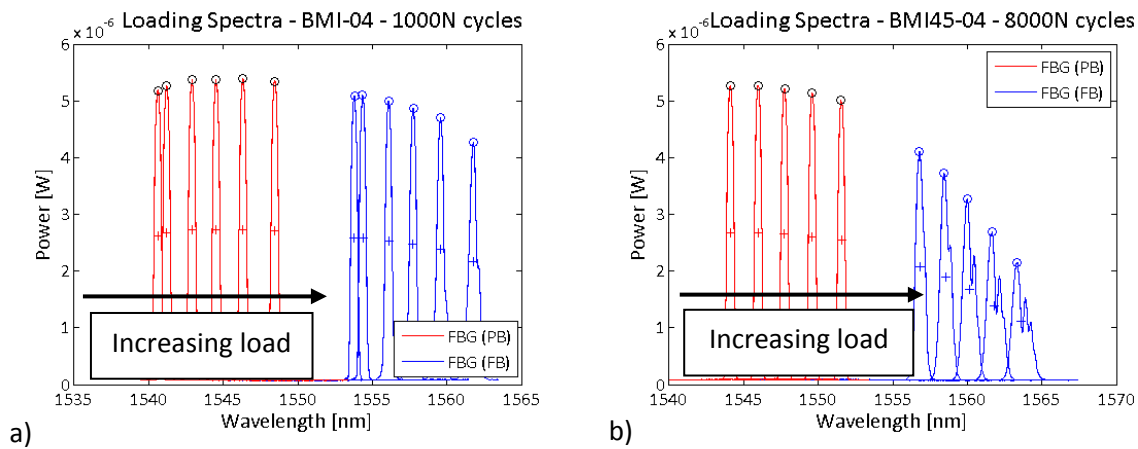 Loading Spectra - BMI-04 - 1000N cycles
x 10
-6
6
5
4
3
2
1
0
Power [W]
Increasing load
FBG (PB)
FBG (FB)
1535
1540
1545
1550
1555
1560
1565
Wavelength [nm]
a)
Loading Spectra - BMI45-04 - 8000N cycles
x 10
-6
6
5
4
3
2
1
0
Power [W]
FBG (PB)
FBG (FB)
Increasing load
1540
1545
1550
1555
1560
1565
1570
Wavelength [nm]
b)